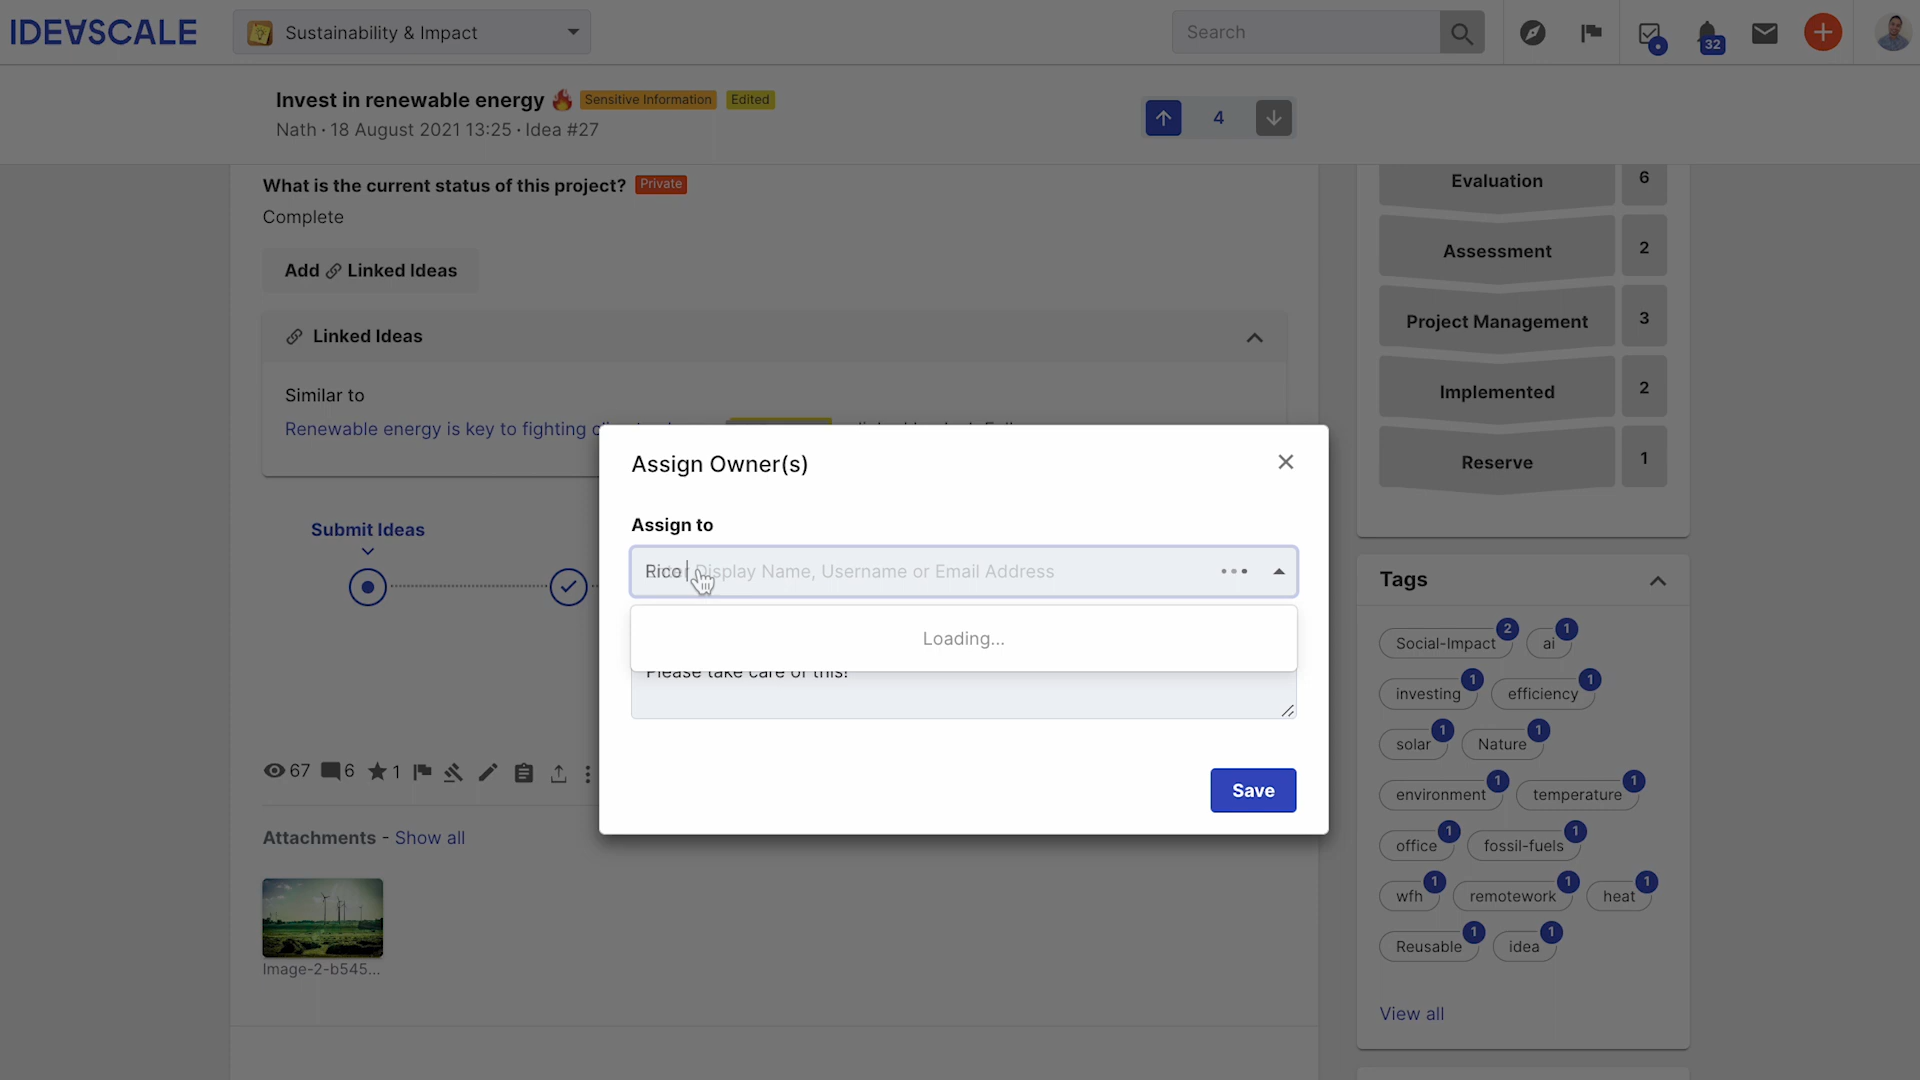 IDEASCALE
Sustainability & Impact
Search
32
Invest in renewable energy 🔥 Sensitive Information Edited
Nath · 18 August 2021 13:25 · Idea #27
4
What is the current status of this project? Private
Complete
Add 🔗 Linked Ideas
Linked Ideas
Similar to
Renewable energy is key to fighting
Submit Ideas
67 6 1
Attachments - Show all
Image-2-b545...
Assign Owner(s)
Assign to
Rico
Display Name, Username or Email Address
Loading...
Please take care of this!
Save
Evaluation 6
Assessment 2
Project Management 3
Implemented 2
Reserve 1
Tags
Social-Impact 2 ai 1
investing 1 efficiency 1
solar 1 Nature 1
environment 1 temperature 1
office 1 fossil-fuels 1
wfh 1 remotework 1 heat 1
Reusable 1 idea 1
View all